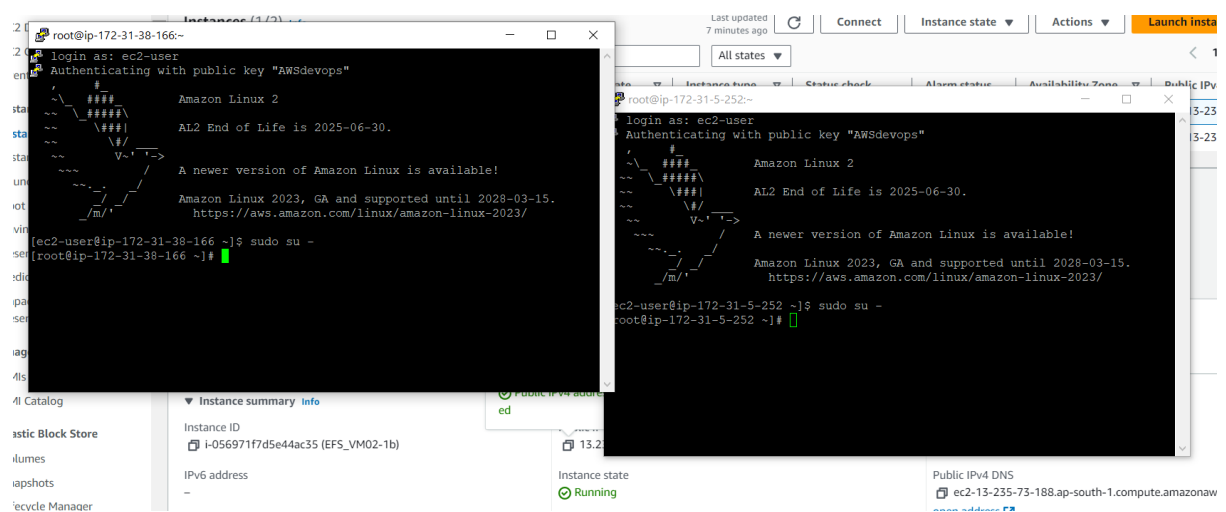 Instances (1/2) Info
Last updated
7 minutes ago
Connect
Instance state
Actions
Launch insta
All states
Instance type
Status check
Alarm status
Availability Zone
Public IPv
root@ip-172-31-38-166:~
login as: ec2-user
Authenticating with public key "AWSdevops"
Amazon Linux 2
AL2 End of Life is 2025-06-30.
A newer version of Amazon Linux is available!
Amazon Linux 2023, GA and supported until 2028-03-15.
https://aws.amazon.com/linux/amazon-linux-2023/
[ec2-user@ip-172-31-38-166 ~]$ sudo su -
[root@ip-172-31-38-166 ~]#
root@ip-172-31-5-252:~
login as: ec2-user
Authenticating with public key "AWSdevops"
Amazon Linux 2
AL2 End of Life is 2025-06-30.
A newer version of Amazon Linux is available!
Amazon Linux 2023, GA and supported until 2028-03-15.
https://aws.amazon.com/linux/amazon-linux-2023/
ec2-user@ip-172-31-5-252 ~]$ sudo su -
root@ip-172-31-5-252 ~]#
MI Catalog
astic Block Store
lumes
apshots
fecycle Manager
Instance summary Info
Public IPv4 addre
ed
Instance ID
i-056971f7d5e44ac35 (EFS_VM02-1b)
13.2
IPv6 address
–
Instance state
Running
Public IPv4 DNS
ec2-13-235-73-188.ap-south-1.compute.amazonaw
open address